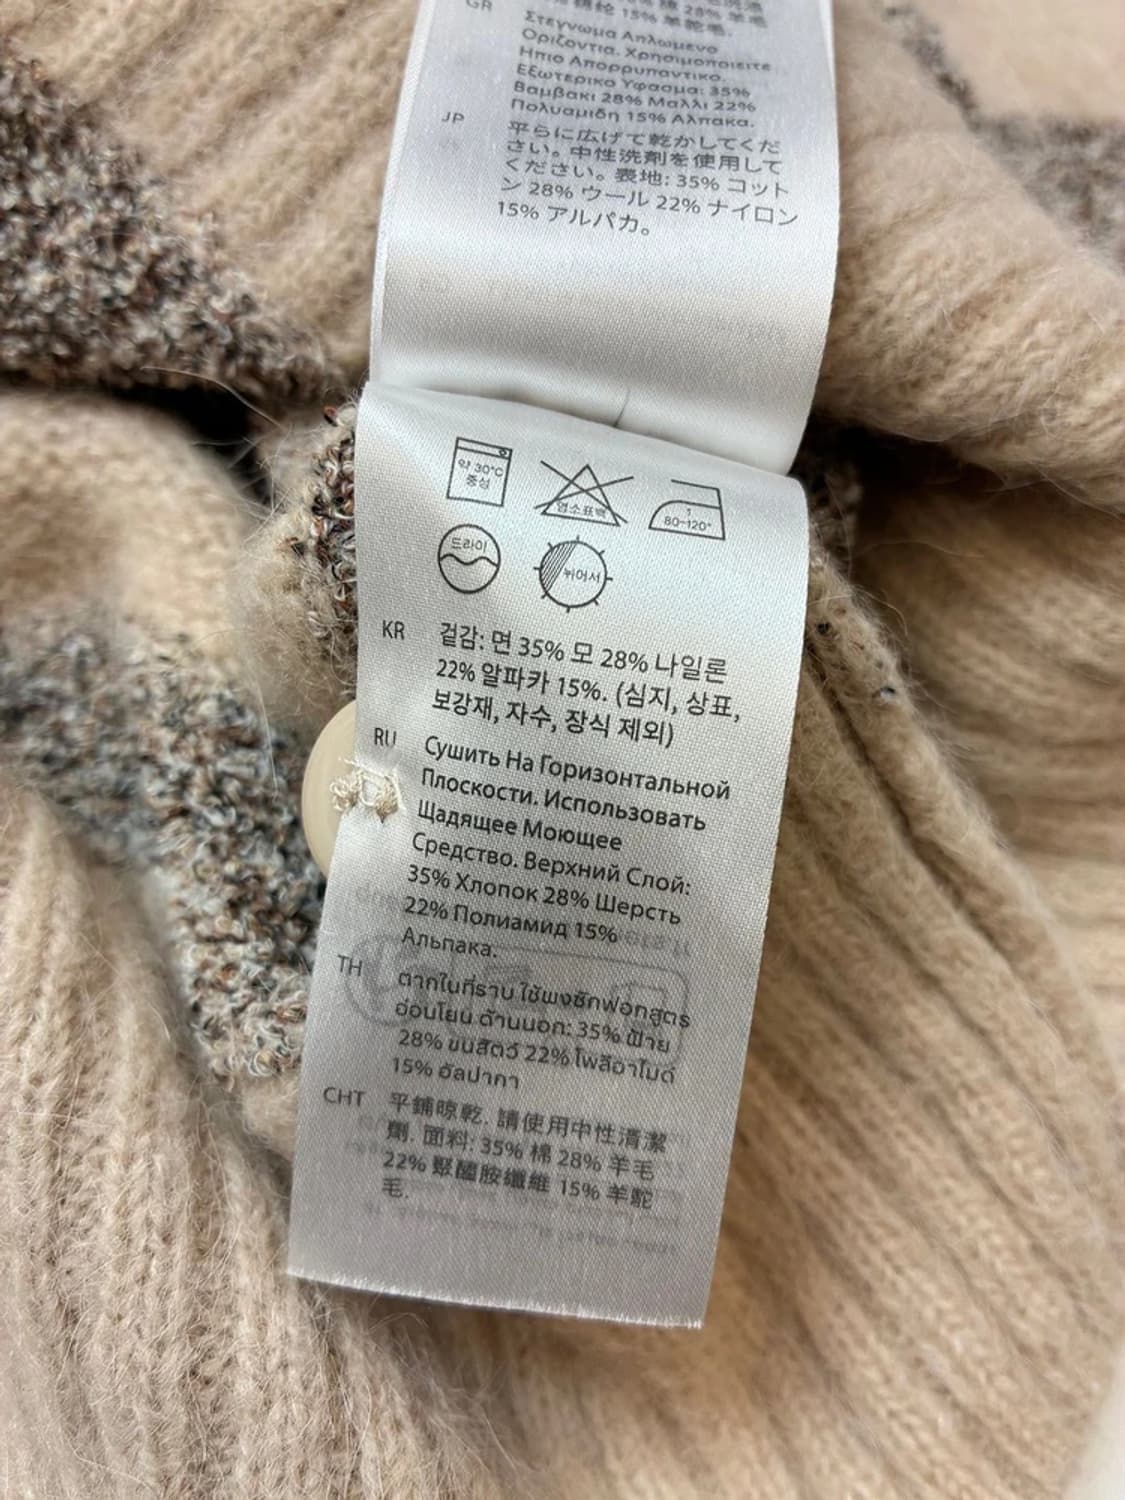 GR
28% 羊毛
15% 羊驼毛.
Στεγνωμα Απλωμενο
Οριζοντια. Χρησιμοποιειτε
Ηπιο Απορρυπαντικο.
Εξωτερικο Υφασμα: 35%
Βαμβακι 28% Μαλλι 22%
Πολυαμιδη 15% Αλπακα.
JP
平らに広げて乾かしてくだ
さい。中性洗剤を使用して
ください。表地: 35% コット
ン 28% ウール 22% ナイロン
15% アルパカ。
약 30°C
중성
염소표백
1
80~120°
드라이
뉘어서
KR
겉감: 면 35% 모 28% 나일론
22% 알파카 15%. (심지, 상표,
보강재, 자수, 장식 제외)
RU
Сушить На Горизонтальной
Плоскости. Использовать
Щадящее Моющее
Средство. Верхний Слой:
35% Хлопок 28% Шерсть
22% Полиамид 15%
Альпака.
TH
ตากในที่ราบ ใช้ผงซักฟอกสูตร
อ่อนโยน ด้านนอก: 35% ฝ้าย
28% ขนสัตว์ 22% โพลีอาไมด์
15% อัลปากา
CHT
平鋪晾乾. 請使用中性清潔
劑. 面料: 35% 棉 28% 羊毛
22% 聚醯胺纖維 15% 羊駝
毛.